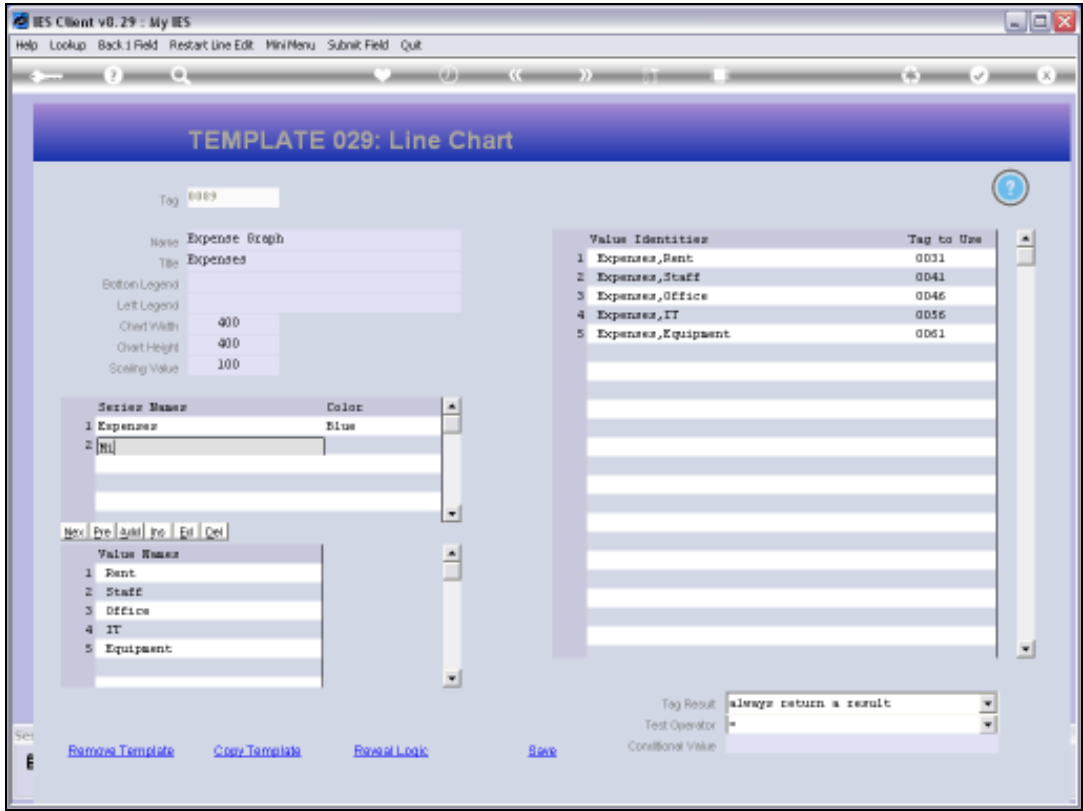 IES Client v8.29 : My IES
Help Lookup Back 1 Field Restart Line Edit Mini Menu Submit Field Quit
TEMPLATE 029: Line Chart
Tag 0089
Name Expense Graph
Title Expenses
Bottom Legend
Left Legend
Chart Width 400
Chart Height 400
Scaling Value 100
Series Names Color
1 Expenses Blue
2 Mi
Nex Pre Add Ins Ed Del
Value Names
1 Rent
2 Staff
3 Office
4 IT
5 Equipment
Value Identities Tag to Use
1 Expenses,Rent 0031
2 Expenses,Staff 0041
3 Expenses,Office 0046
4 Expenses,IT 0056
5 Expenses,Equipment 0061
Tag Result always return a result
Test Operator =
Conditional Value
Remove Template Copy Template Reveal Logic Save